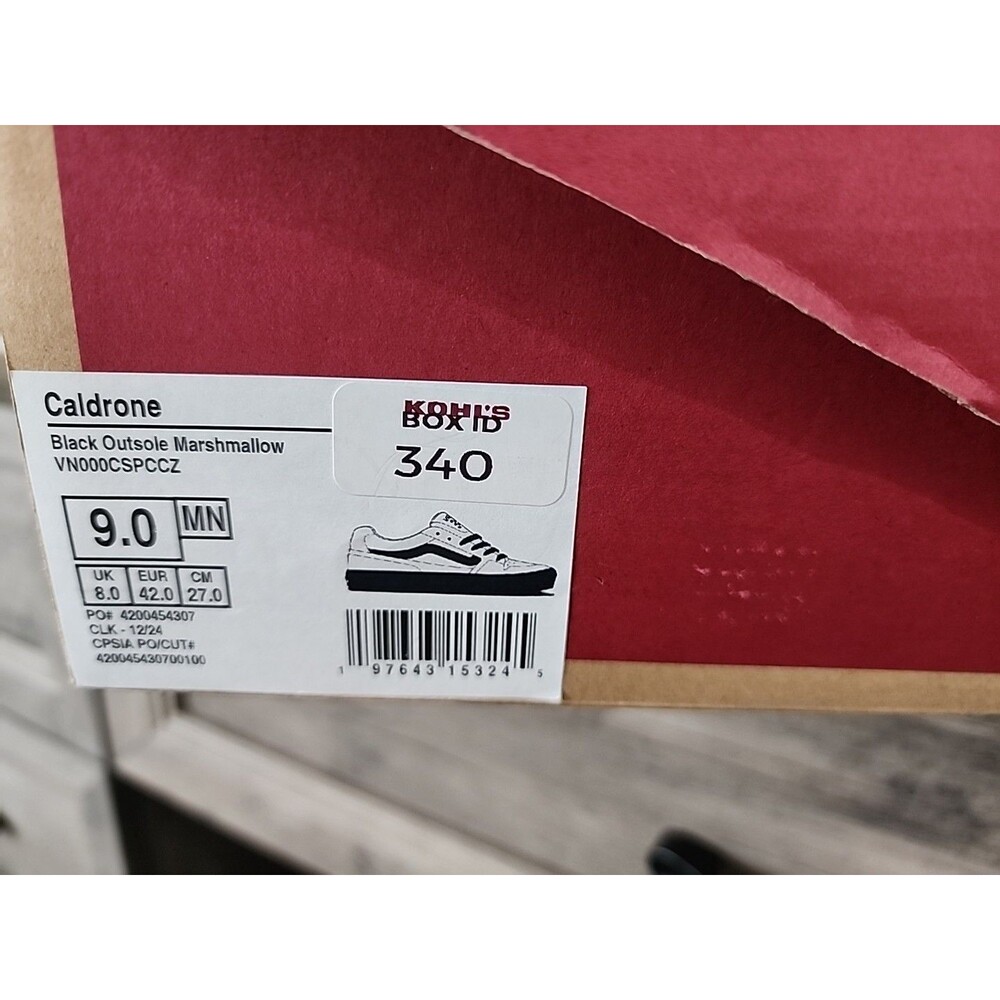 Caldrone
Black Outsole Marshmallow
VN000CSPCCZ
KOHL'S
BOX ID
340
9.0 MN
UK EUR CM
8.0 42.0 27.0
PO# 4200454307
CLK - 12/24
CPSIA PO/CUT#
420045430700100
1 97643 15324 5